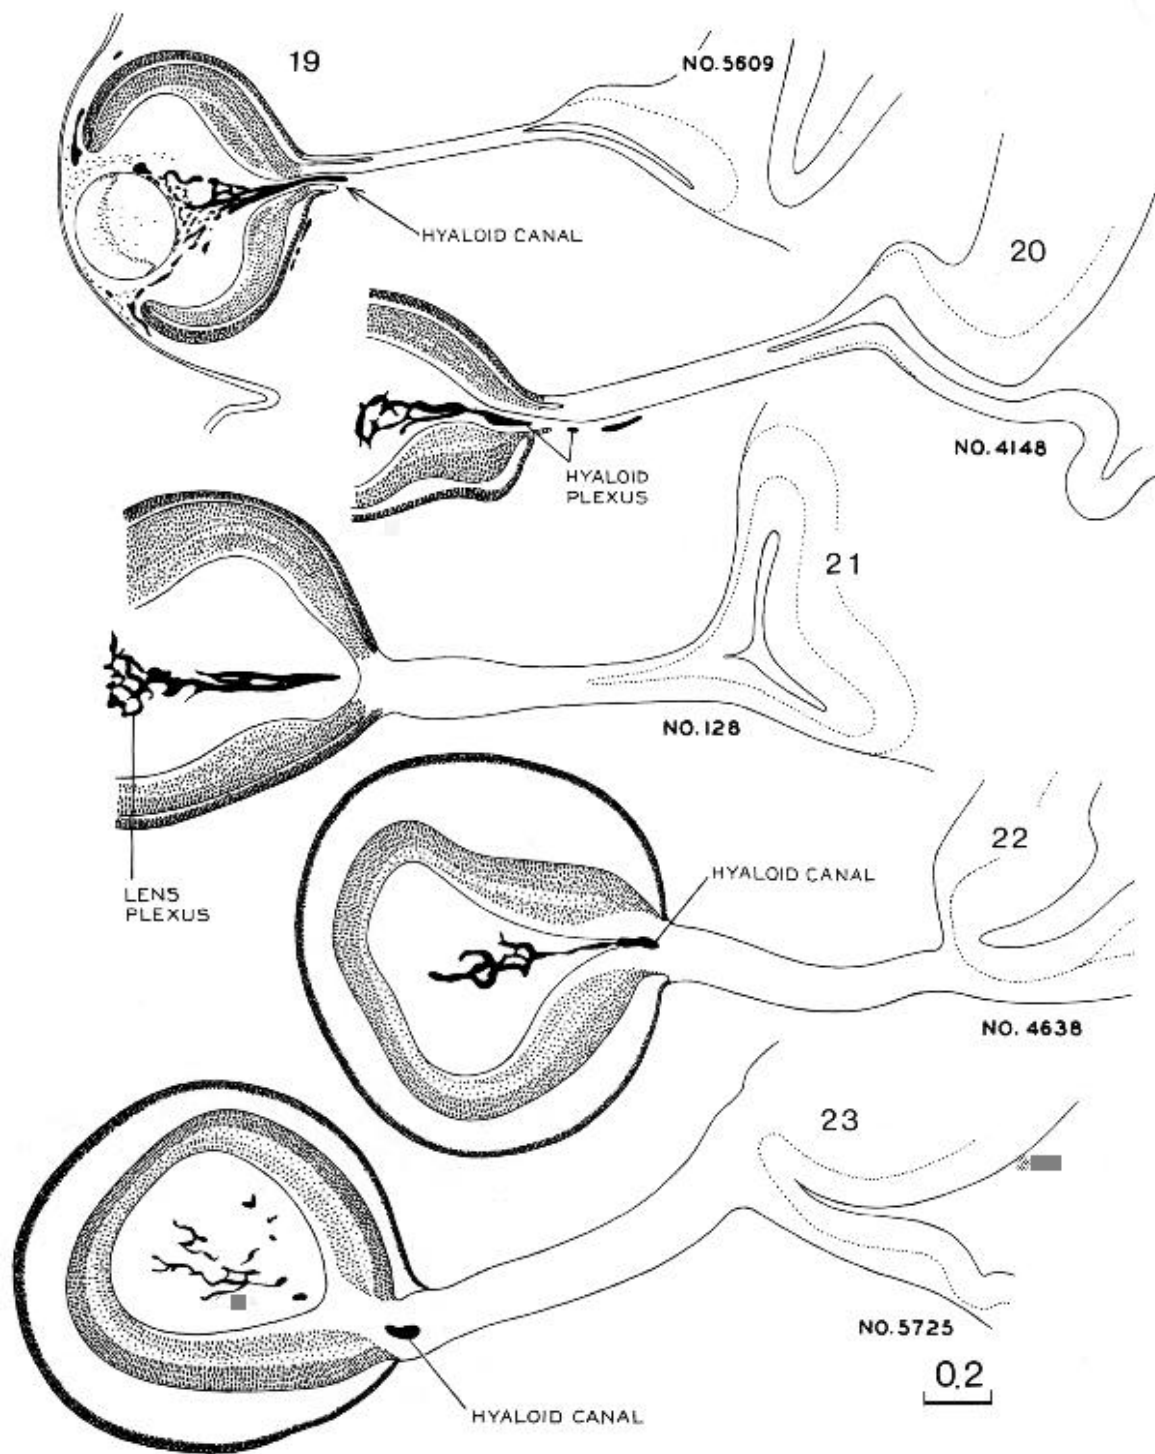 19
NO. 5609
HYALOID CANAL
20
HYALOID
PLEXUS
NO. 4148
21
NO. 128
LENS
PLEXUS
22
HYALOID CANAL
NO. 4638
23
NO. 5725
0.2
HYALOID CANAL